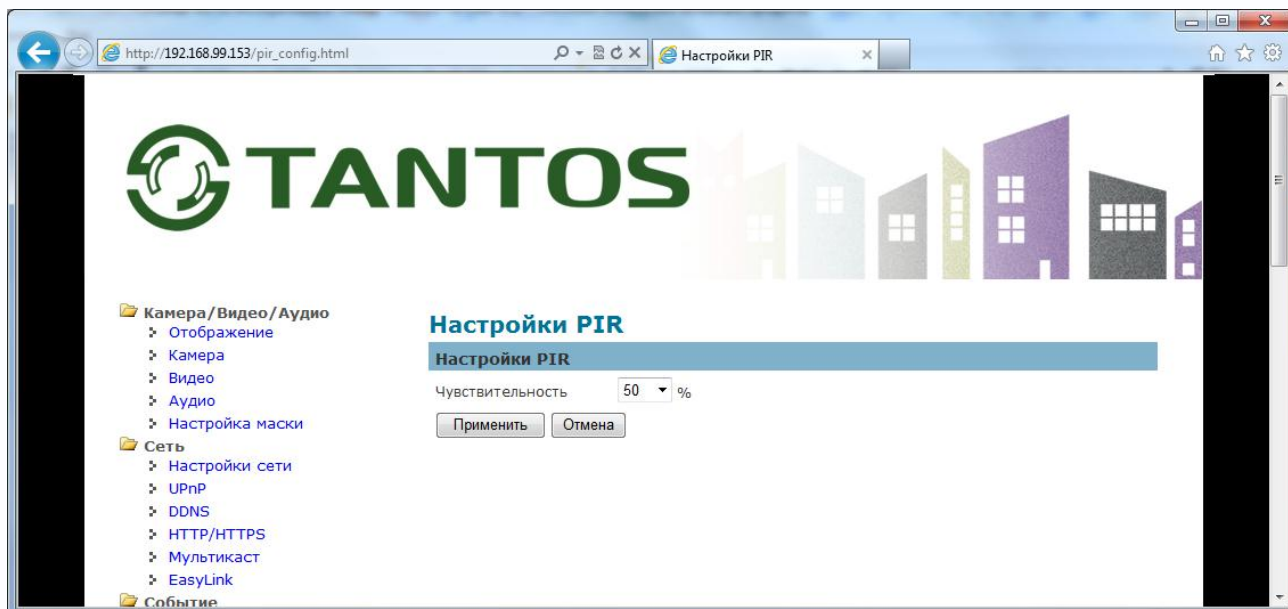 http://192.168.99.153/pir_config.html
Настройки PIR
TANTOS
Камера/Видео/Аудио
Отображение
Камера
Видео
Аудио
Настройка маски
Сеть
Настройки сети
UPnP
DDNS
HTTP/HTTPS
Мультикаст
EasyLink
Событие
Настройки PIR
Настройки PIR
Чувствительность 50 %
Применить Отмена